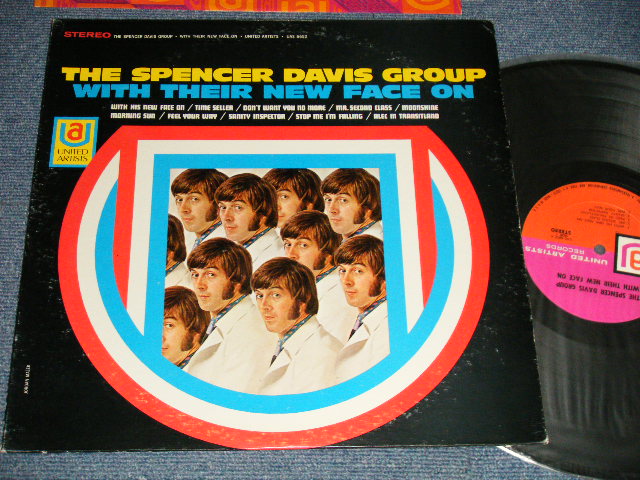 STEREO THE SPENCER DAVIS GROUP · WITH THEIR NEW FACE ON · UNITED ARTISTS · UAS 6652
THE SPENCER DAVIS GROUP
WITH THEIR NEW FACE ON
WITH HIS NEW FACE ON / TIME SELLER / DON'T WANT YOU NO MORE / MR. SECOND CLASS / MOONSHINE
MORNING SUN / FEEL YOUR WAY / SANITY INSPECTOR / STOP ME I'M FALLING / ALEC IN TRANSITLAND
UA
UNITED
ARTISTS
UNITED ARTISTS
RECORDS
STEREO
THE SPENCER DAVIS GROUP
WITH THEIR NEW FACE ON